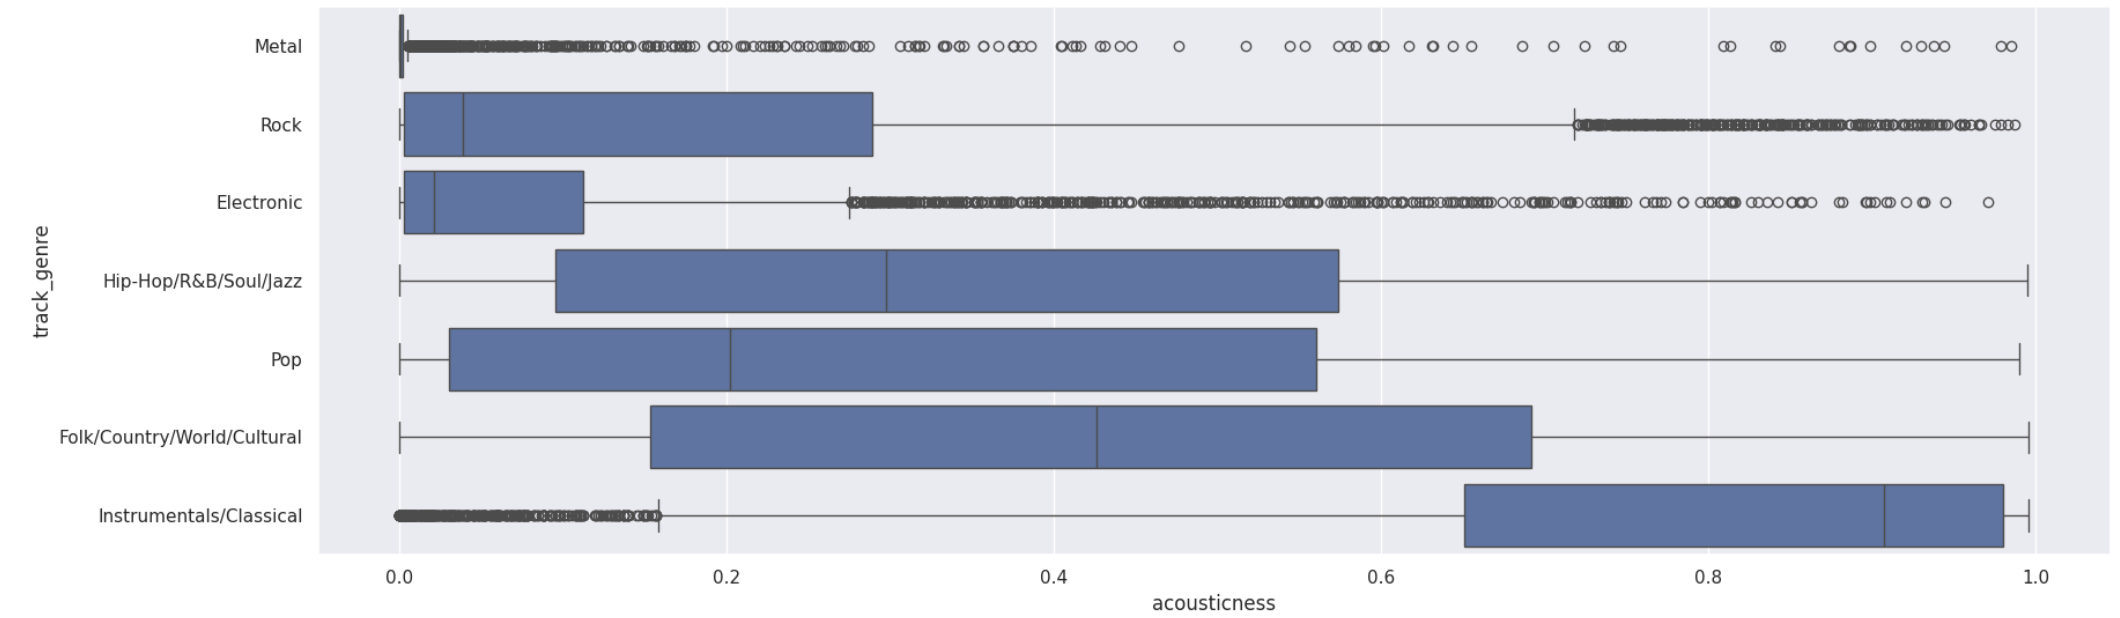 track_genre
Metal
Rock
Electronic
Hip-Hop/R&B/Soul/Jazz
Pop
Folk/Country/World/Cultural
Instrumentals/Classical
0.0 0.2 0.4 0.6 0.8 1.0
acousticness